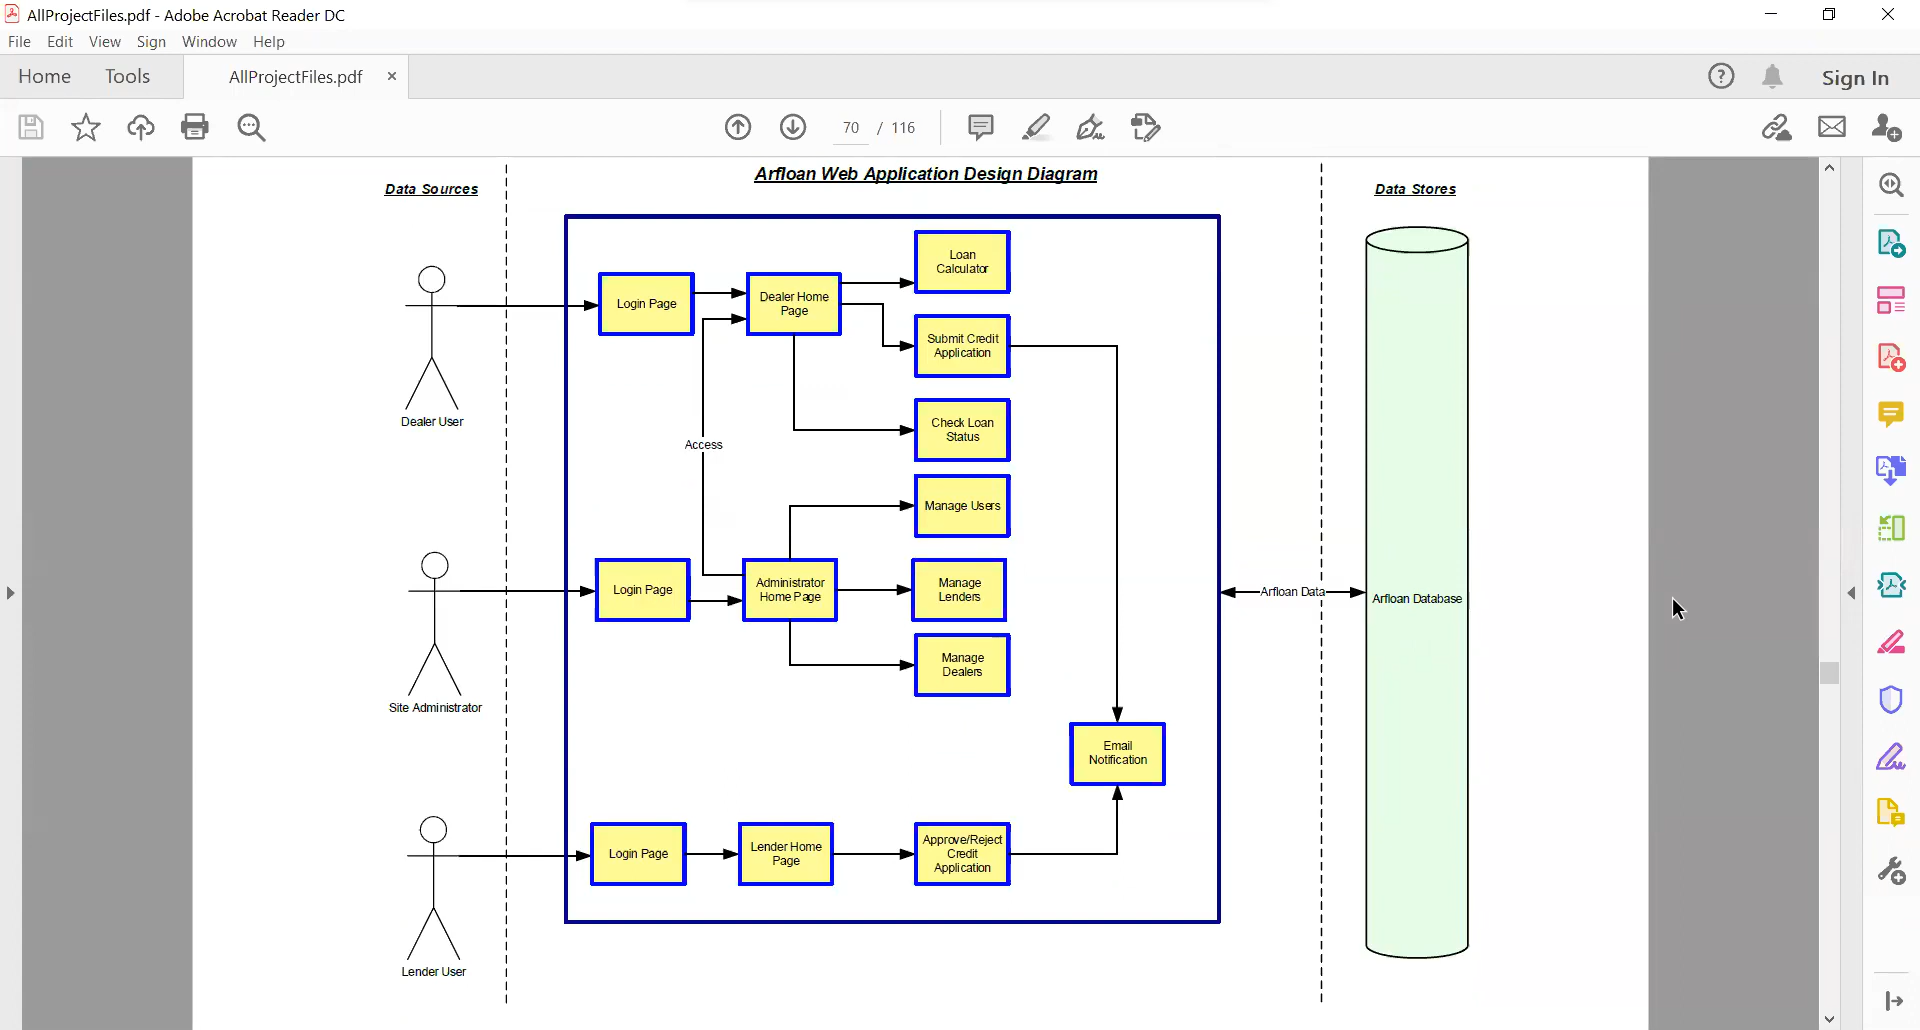 AllProjectFiles.pdf - Adobe Acrobat Reader DC
File Edit View Sign Window Help
Home Tools AllProjectFiles.pdf × Sign In
70 / 116
Arfloan Web Application Design Diagram
Data Sources
Data Stores
Loan
Calculator
Login Page
Dealer Home
Page
Submit Credit
Application
Dealer User
Check Loan
Status
Access
Manage Users
Login Page
Administrator
Home Page
Manage
Lenders
Arfloan Data
Arfloan Database
Manage
Dealers
Site Administrator
Email
Notification
Login Page
Lender Home
Page
Approve/Reject
Credit
Application
Lender User